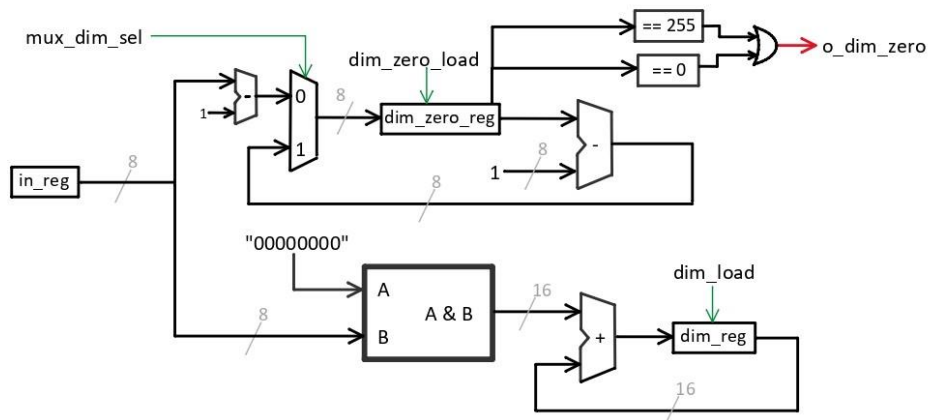 mux_dim_sel
dim_zero_load
== 255
== 0
o_dim_zero
1
-
0
1
8
dim_zero_reg
8
1
-
in_reg
8
8
"00000000"
A
B
A & B
8
16
+
dim_load
dim_reg
16